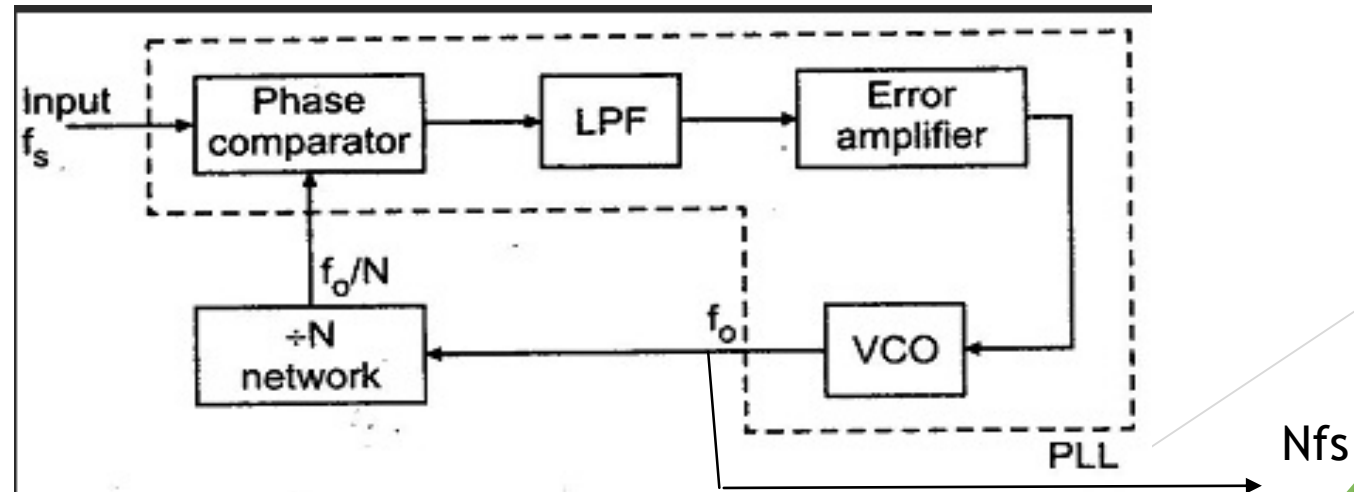 Input
fₛ
Phase
comparator
LPF
Error
amplifier
fₒ/N
÷N
network
fₒ
VCO
PLL
Nfs